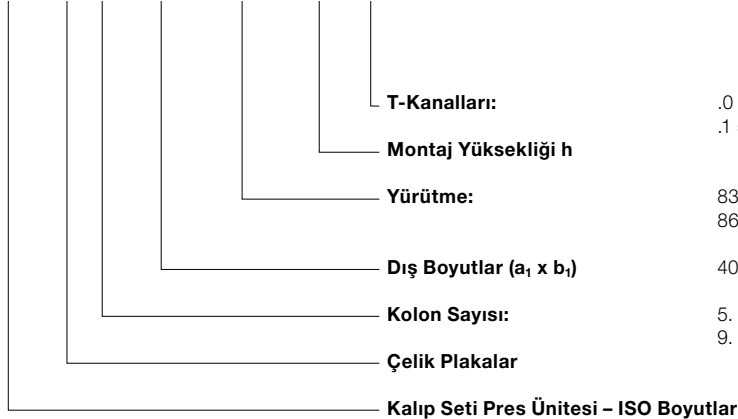 T-Kanalları: .0
.1
Montaj Yüksekliği h
Yürütme: 83
86
Dış Boyutlar (a₁ x b₁) 40
Kolon Sayısı: 5.
9.
Çelik Plakalar
Kalıp Seti Pres Ünitesi – ISO Boyutlar